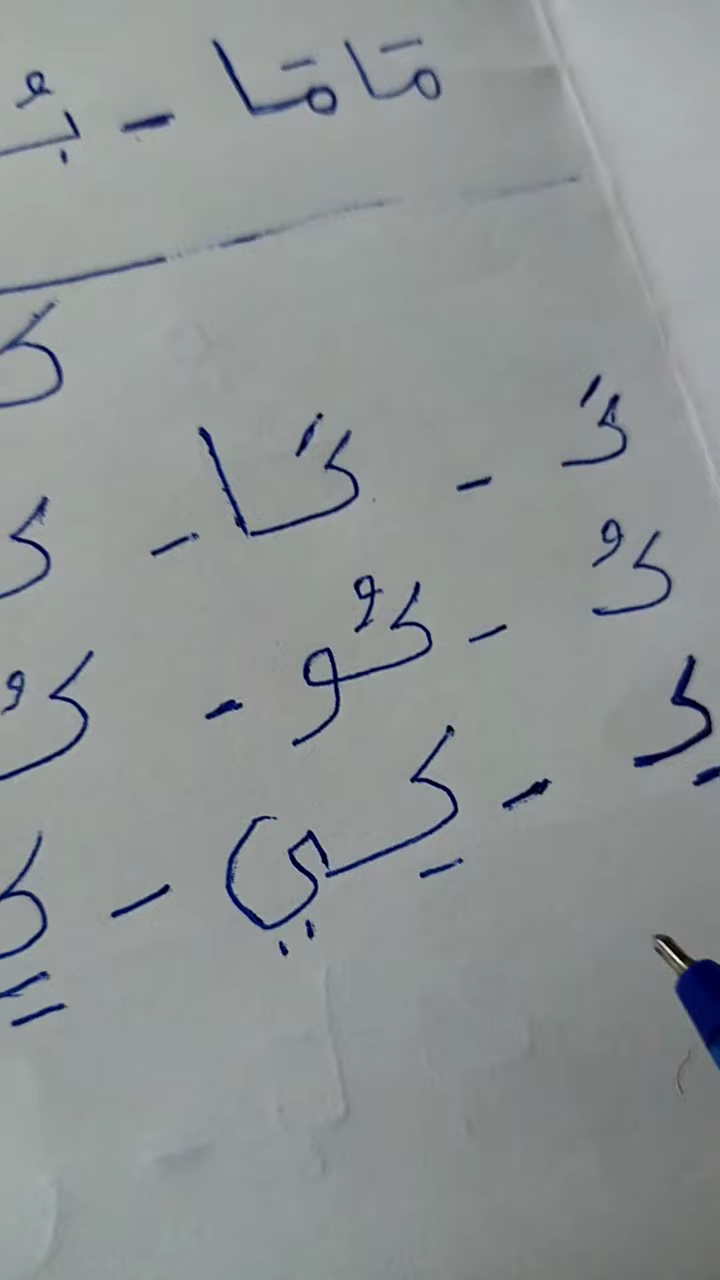 مَامَا - بُ
ك
كَ - كَا - ك
كُ - كُو - كُ
كِ - كِي - كٍ